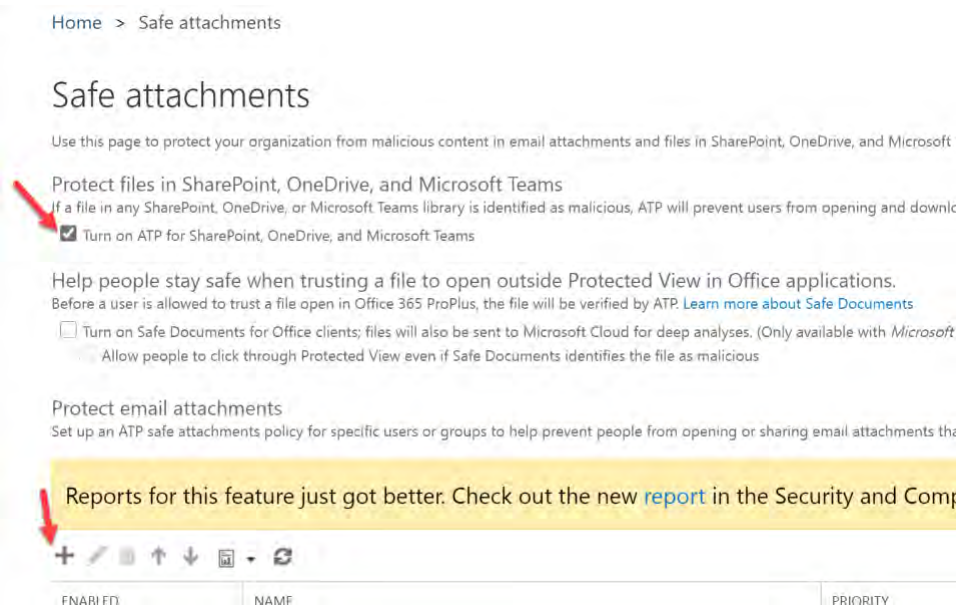 Home > Safe attachments
Safe attachments
Use this page to protect your organization from malicious content in email attachments and files in SharePoint, OneDrive, and Microsoft
Protect files in SharePoint, OneDrive, and Microsoft Teams
If a file in any SharePoint, OneDrive, or Microsoft Teams library is identified as malicious, ATP will prevent users from opening and downlo
Turn on ATP for SharePoint, OneDrive, and Microsoft Teams
Help people stay safe when trusting a file to open outside Protected View in Office applications.
Before a user is allowed to trust a file open in Office 365 ProPlus, the file will be verified by ATP. Learn more about Safe Documents
Turn on Safe Documents for Office clients; files will also be sent to Microsoft Cloud for deep analyses. (Only available with Microsoft
Allow people to click through Protected View even if Safe Documents identifies the file as malicious
Protect email attachments
Set up an ATP safe attachments policy for specific users or groups to help prevent people from opening or sharing email attachments tha
Reports for this feature just got better. Check out the new report in the Security and Comp
ENABLED NAME PRIORITY